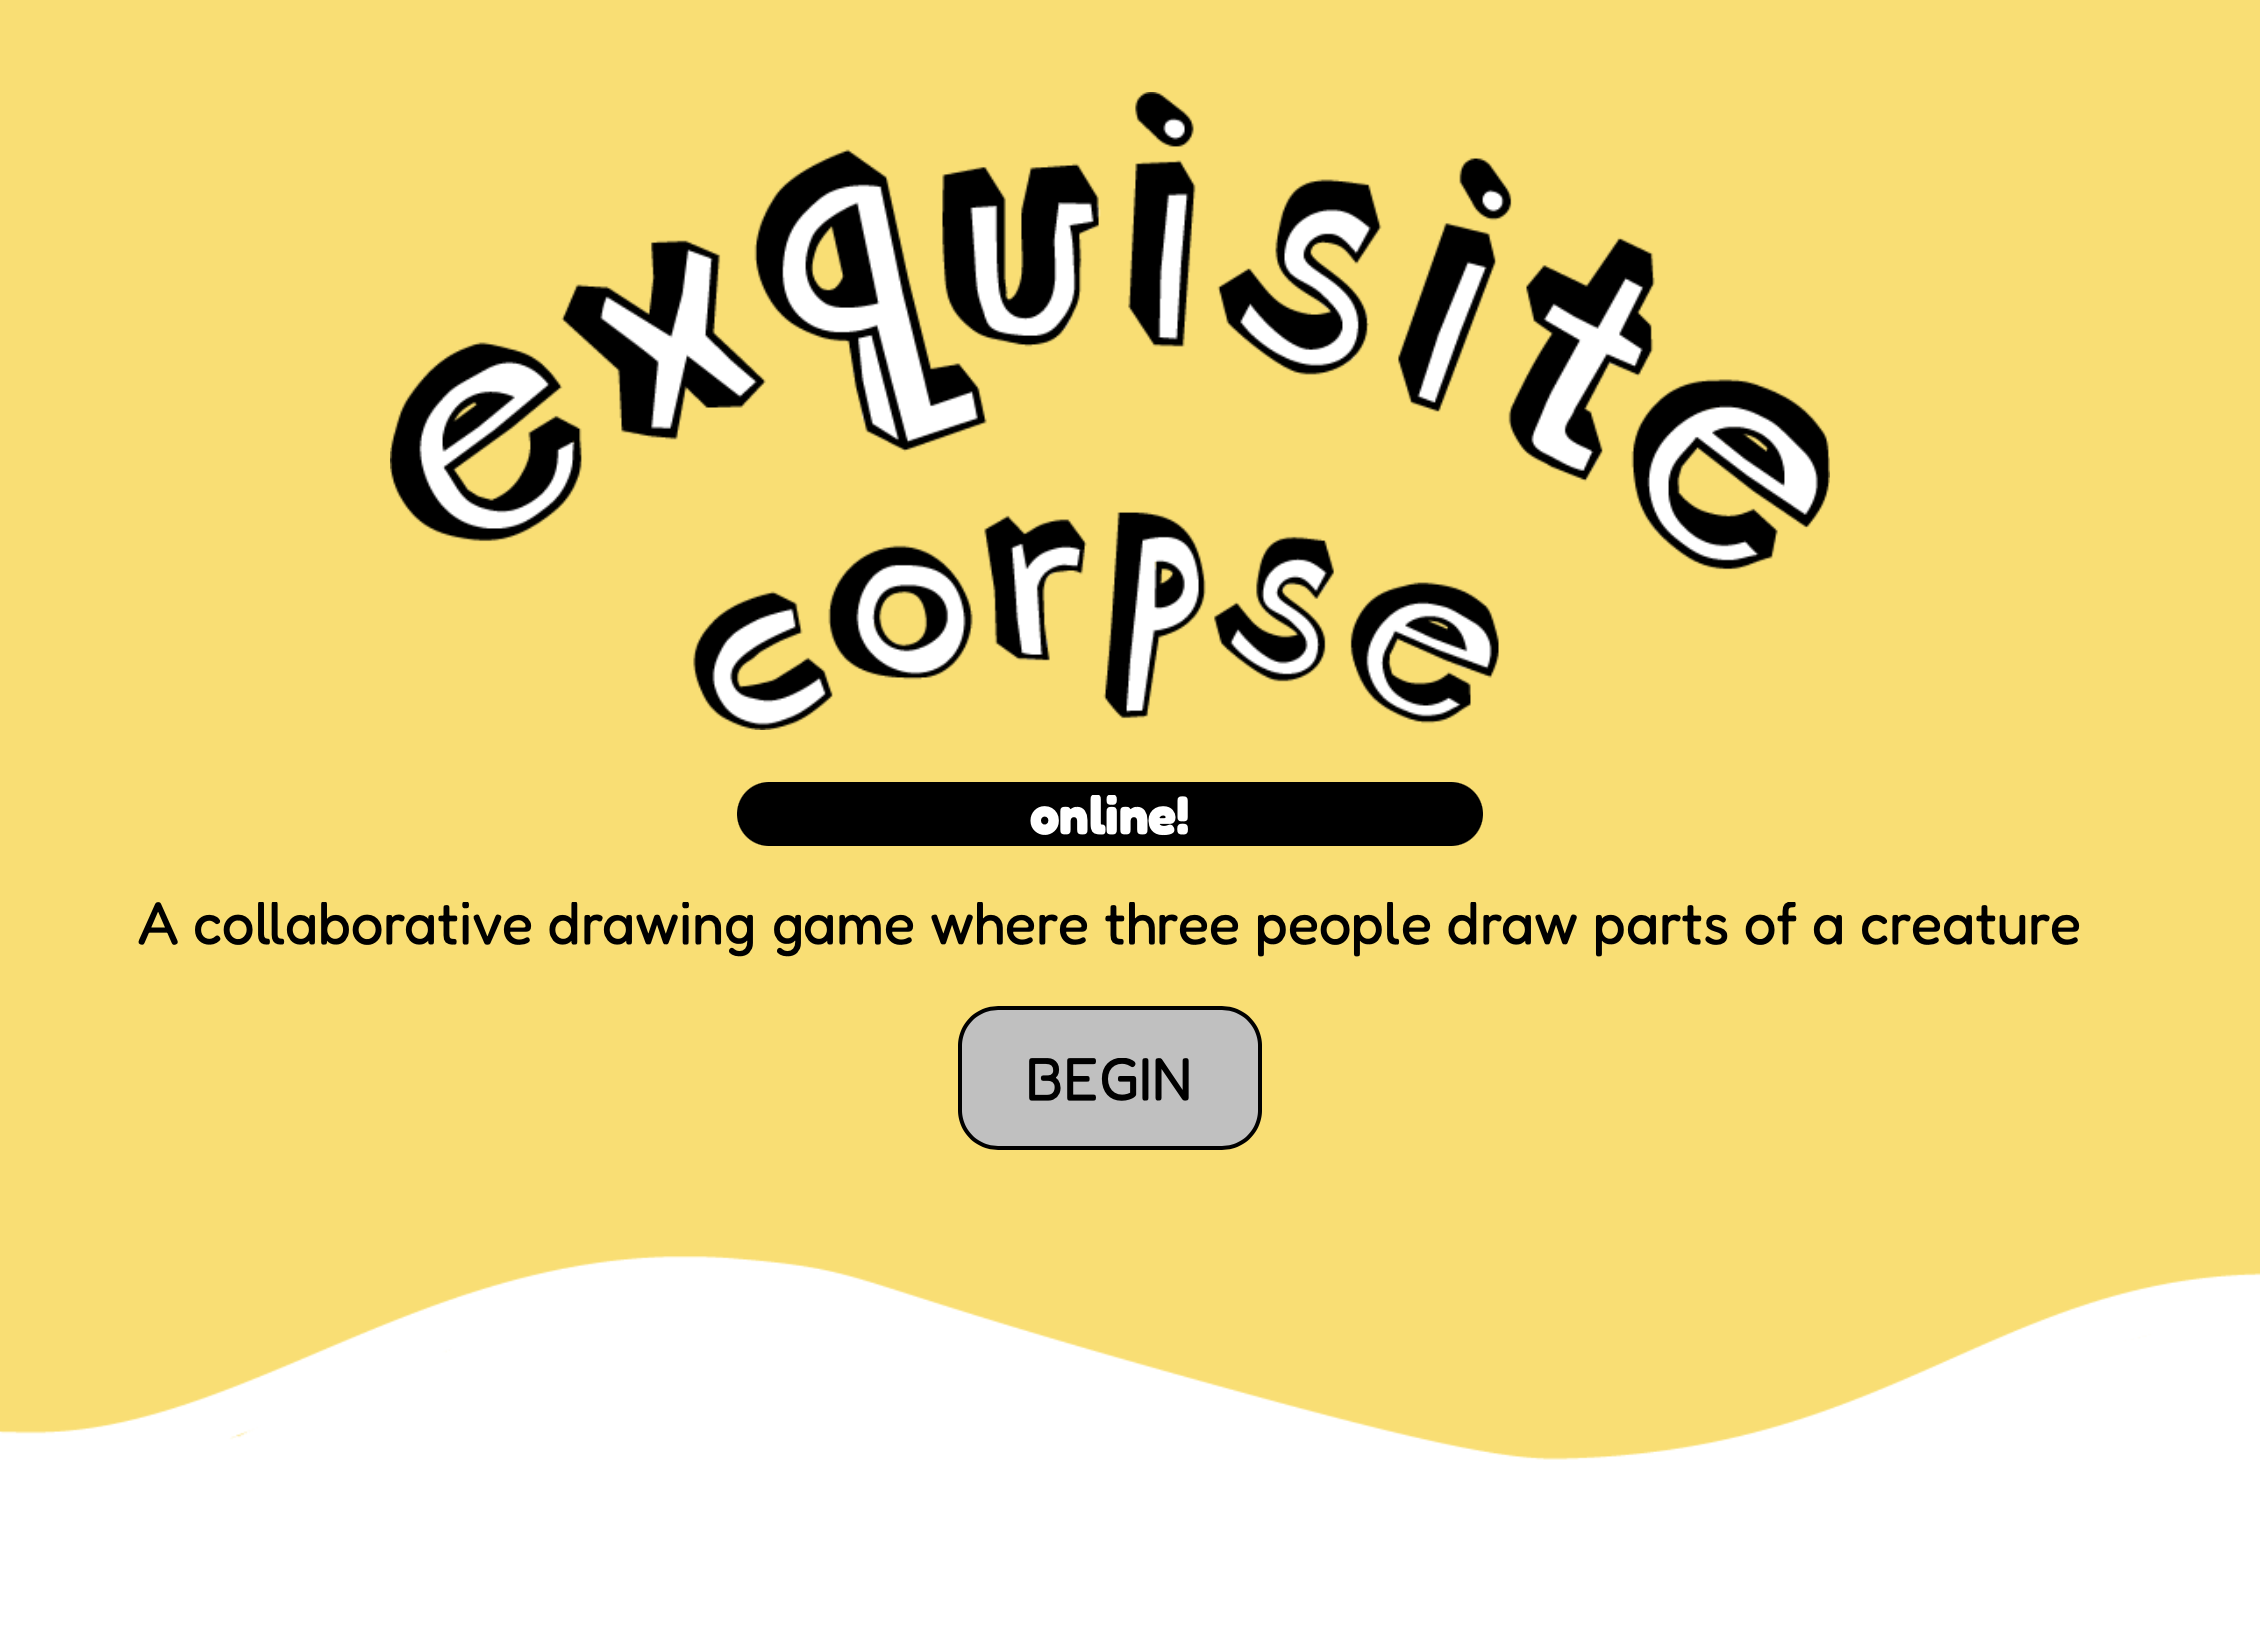 exquisite
corpse
online!
A collaborative drawing game where three people draw parts of a creature
BEGIN